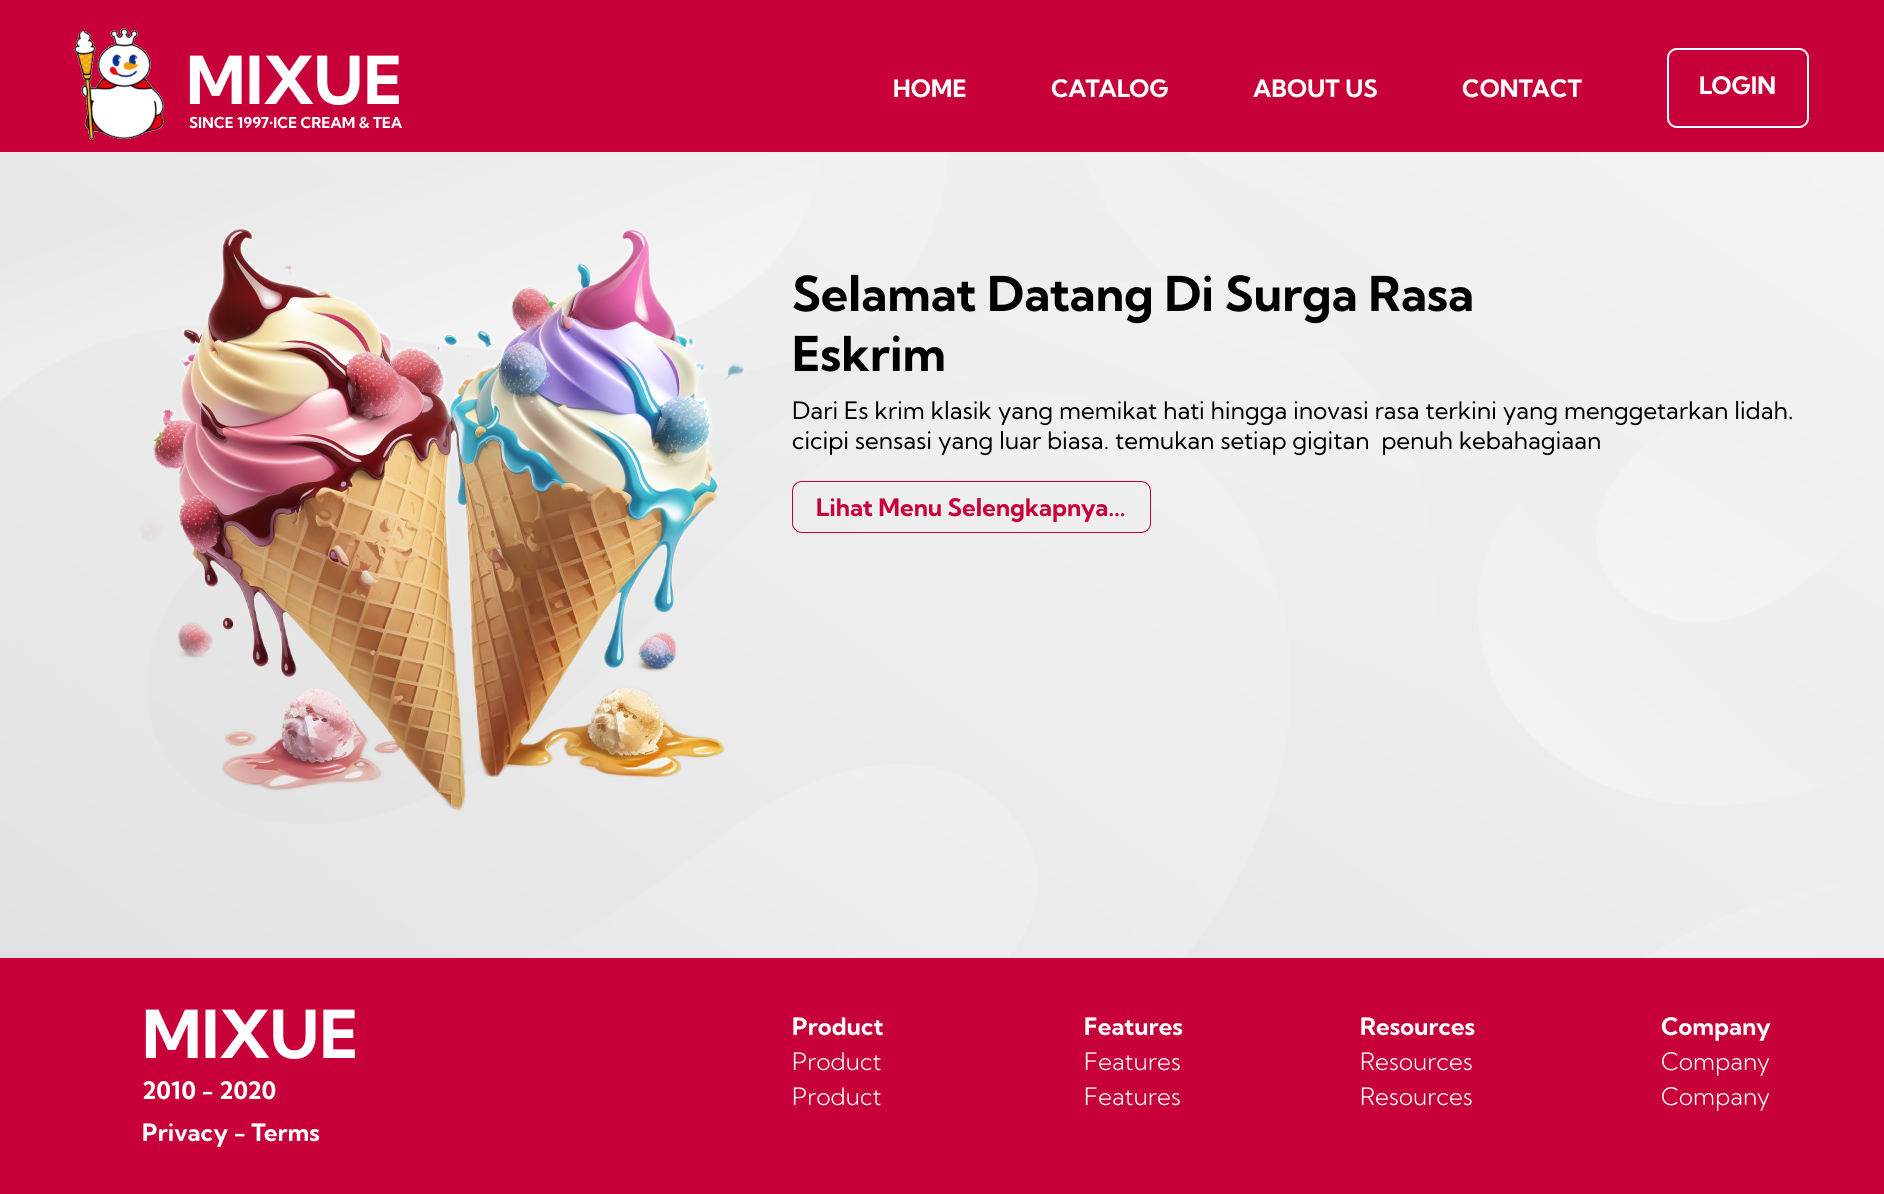 MIXUE
SINCE 1997·ICE CREAM & TEA
HOME
CATALOG
ABOUT US
CONTACT
LOGIN
Selamat Datang Di Surga Rasa
Eskrim
Dari Es krim klasik yang memikat hati hingga inovasi rasa terkini yang menggetarkan lidah.
cicipi sensasi yang luar biasa. temukan setiap gigitan  penuh kebahagiaan
Lihat Menu Selengkapnya...
MIXUE
2010 - 2020
Privacy - Terms
Product
Product
Product
Features
Features
Features
Resources
Resources
Resources
Company
Company
Company